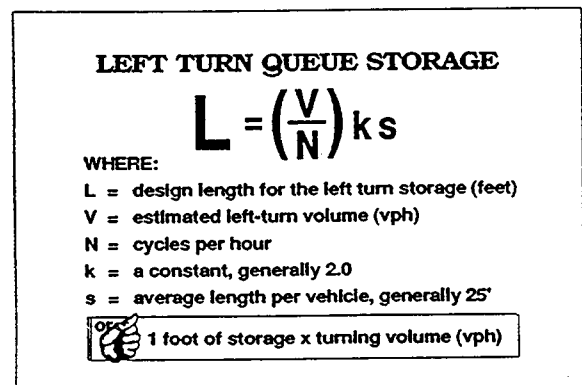 LEFT TURN QUEUE STORAGE
L = (V/N) k s
WHERE:
L = design length for the left turn storage (feet)
V = estimated left-turn volume (vph)
N = cycles per hour
k = a constant, generally 2.0
s = average length per vehicle, generally 25'
or
1 foot of storage x turning volume (vph)